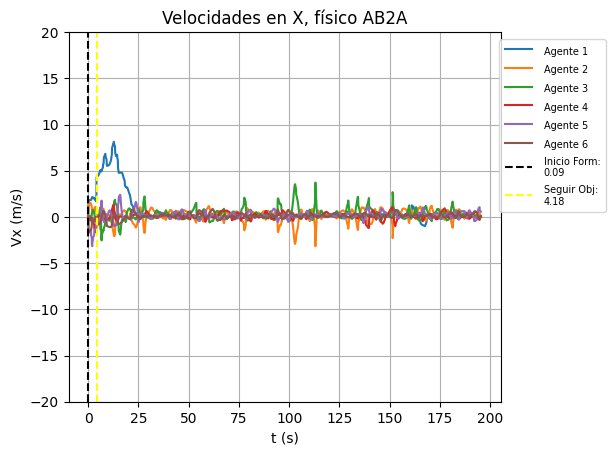 Velocidades en X, físico AB2A
20
15
10
5
0
−5
−10
−15
−20
Vx (m/s)
0
25
50
75
100
125
150
175
200
t (s)
Agente 1
Agente 2
Agente 3
Agente 4
Agente 5
Agente 6
Inicio Form:
0.09
Seguir Obj:
4.18